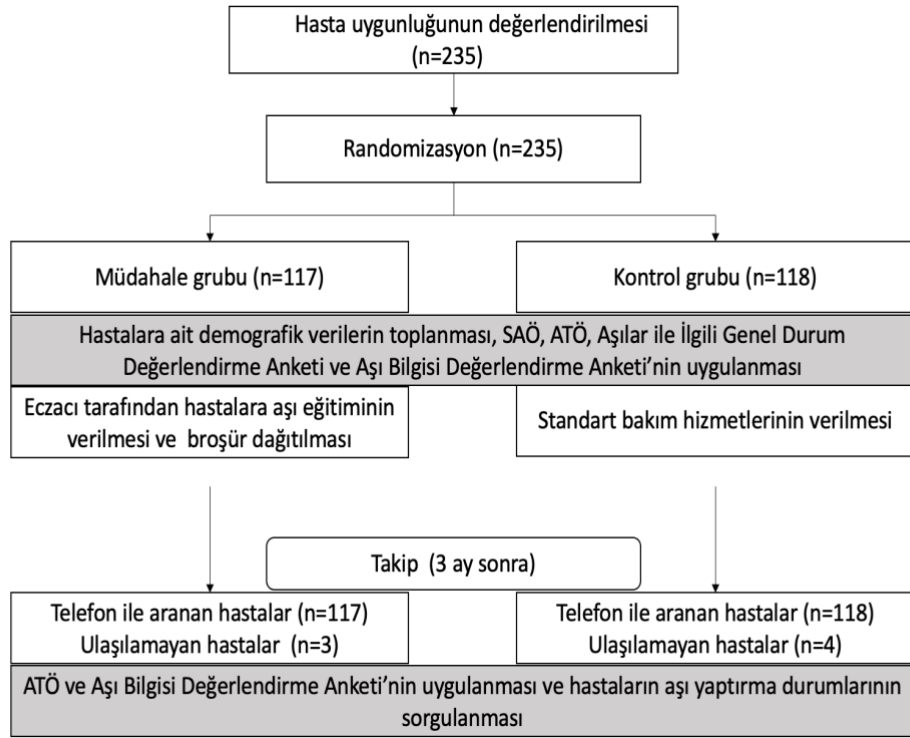 Hasta uygunluğunun değerlendirilmesi
(n=235)
Randomizasyon (n=235)
Müdahale grubu (n=117)
Kontrol grubu (n=118)
Hastalara ait demografik verilerin toplanması, SAÖ, ATÖ, Aşılar ile İlgili Genel Durum
Değerlendirme Anketi ve Aşı Bilgisi Değerlendirme Anketi’nin uygulanması
Eczacı tarafından hastalara aşı eğitiminin
verilmesi ve broşür dağıtılması
Standart bakım hizmetlerinin verilmesi
Takip (3 ay sonra)
Telefon ile aranan hastalar (n=117)
Ulaşılamayan hastalar (n=3)
Telefon ile aranan hastalar (n=118)
Ulaşılamayan hastalar (n=4)
ATÖ ve Aşı Bilgisi Değerlendirme Anketi’nin uygulanması ve hastaların aşı yaptırma durumlarının
sorgulanması